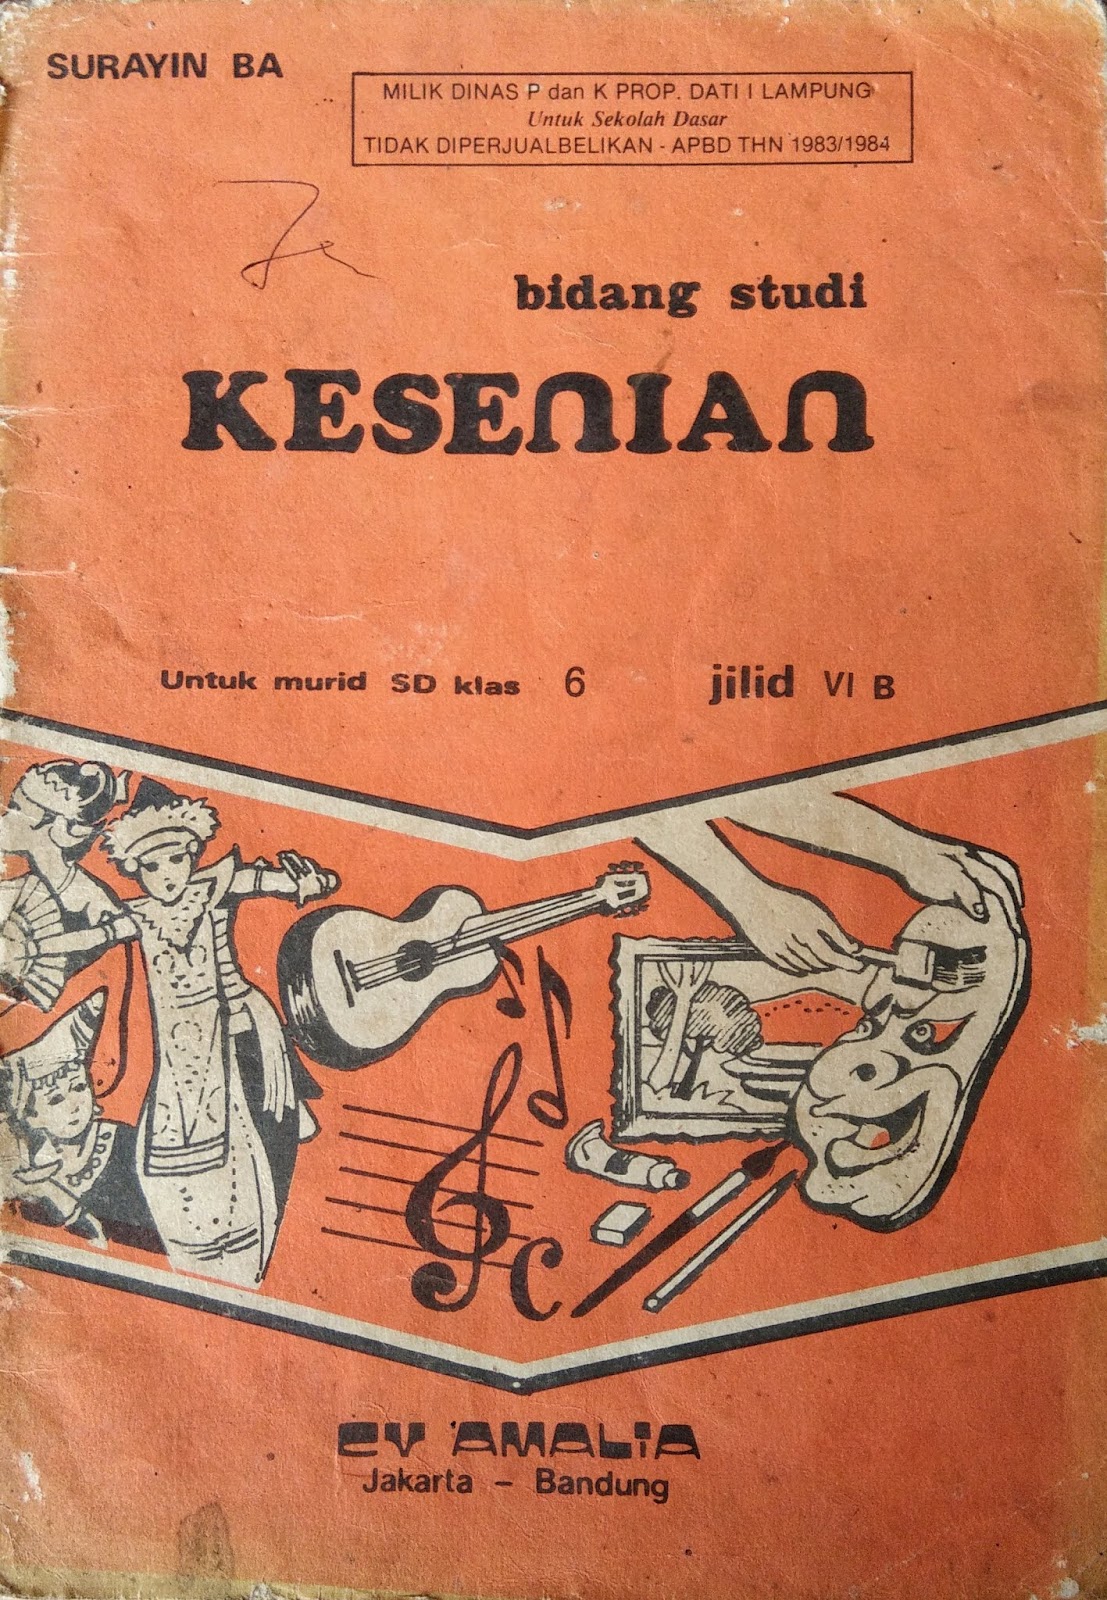 SURAYIN BA
MILIK DINAS P dan K PROP. DATI I LAMPUNG
Untuk Sekolah Dasar
TIDAK DIPERJUALBELIKAN - APBD THN 1983/1984
bidang studi
KESENIAN
Untuk murid SD klas 6 jilid VI B
CV AMALIA
Jakarta – Bandung